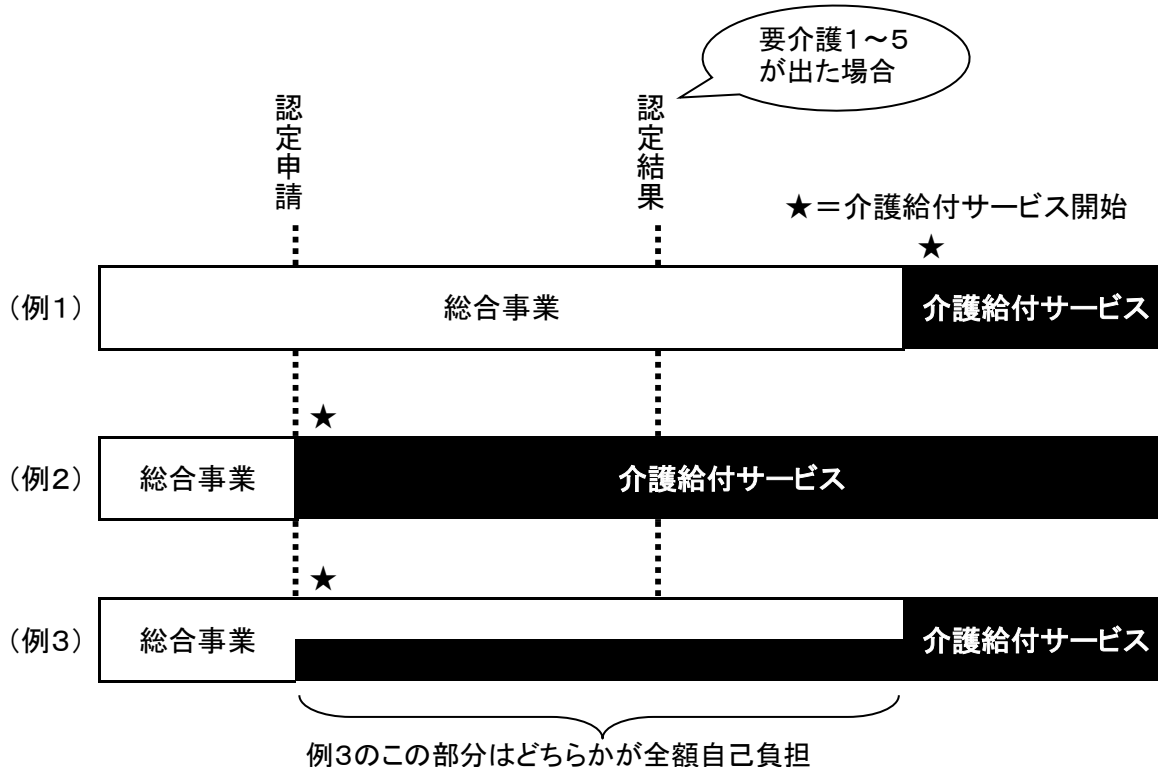 要介護１～５
が出た場合
認定申請
認定結果
★＝介護給付サービス開始
★
（例１）
総合事業
介護給付サービス
★
（例２）
総合事業
介護給付サービス
★
（例３）
総合事業
介護給付サービス
例３のこの部分はどちらかが全額自己負担